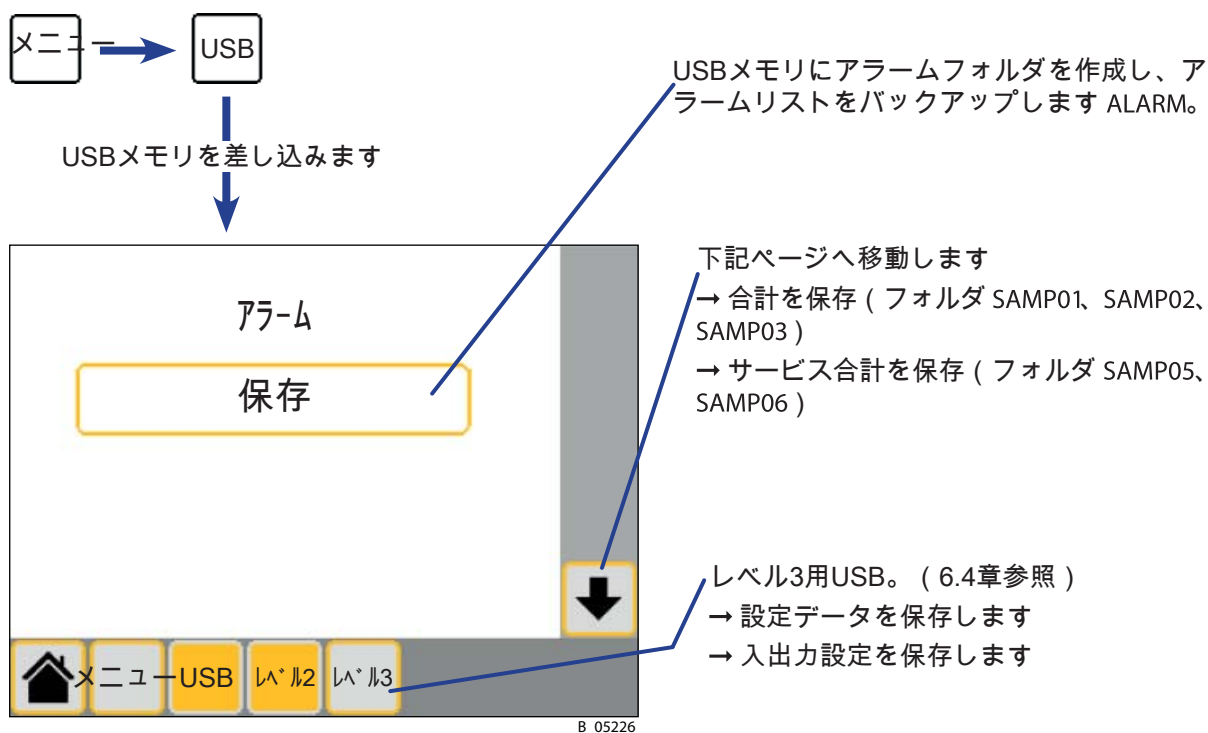 メニュー
USB
USBメモリにアラームフォルダを作成し、ア
ラームリストをバックアップします ALARM。
USBメモリを差し込みます
下記ページへ移動します
→ 合計を保存 ( フォルダ SAMP01、SAMP02、
SAMP03 )
→ サービス合計を保存 ( フォルダ SAMP05、
SAMP06 )
ｱﾗｰﾑ
保存
レベル3用USB。 ( 6.4章参照 )
→ 設定データを保存します
→ 入出力設定を保存します
メニュー USB ﾚﾍﾞﾙ2 ﾚﾍﾞﾙ3
B 05226